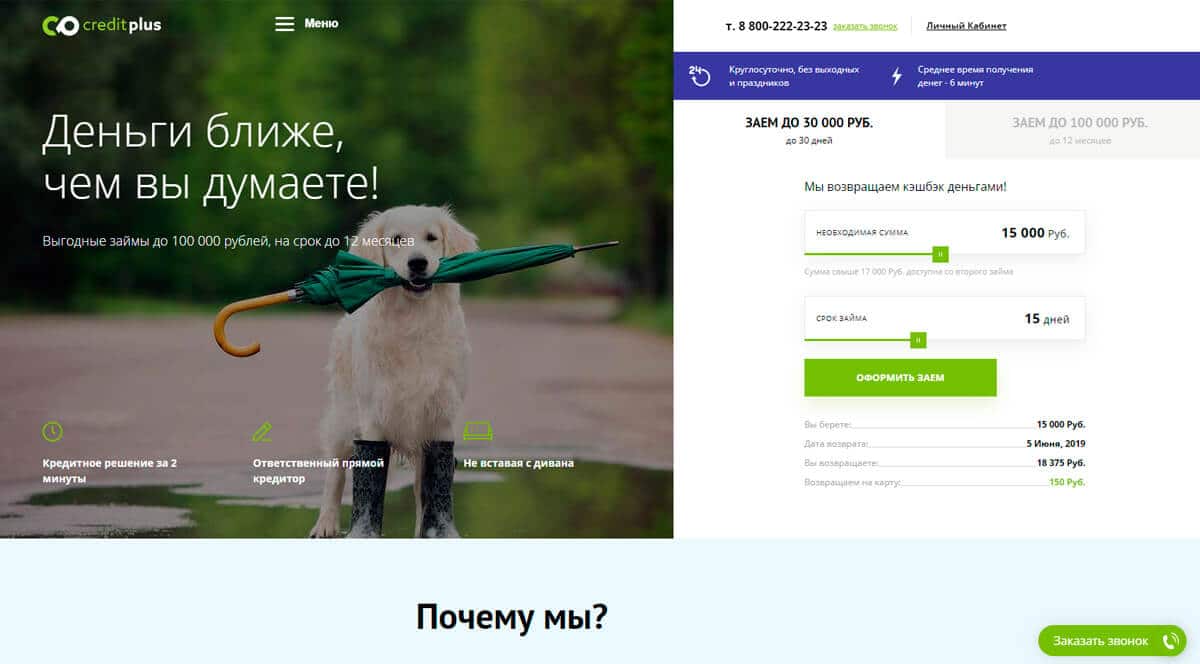 creditplus
Меню
т. 8 800-222-23-23 заказать звонок
Личный Кабинет
24
Круглосуточно, без выходных
и праздников
Среднее время получения
денег - 6 минут
Деньги ближе,
чем вы думаете!
Выгодные займы до 100 000 рублей, на срок до 12 месяцев
Кредитное решение за 2
минуты
Ответственный прямой
кредитор
Не вставая с дивана
ЗАЕМ ДО 30 000 РУБ.
до 30 дней
ЗАЕМ ДО 100 000 РУБ.
до 12 месяцев
Мы возвращаем кэшбэк деньгами!
НЕОБХОДИМАЯ СУММА
15 000 Руб.
Сумма свыше 17 000 Руб. доступна со второго займа
СРОК ЗАЙМА
15 дней
ОФОРМИТЬ ЗАЕМ
Вы берете: 15 000 Руб.
Дата возврата: 5 Июня, 2019
Вы возвращаете: 18 375 Руб.
Возвращаем на карту: 150 Руб.
Почему мы?
Заказать звонок